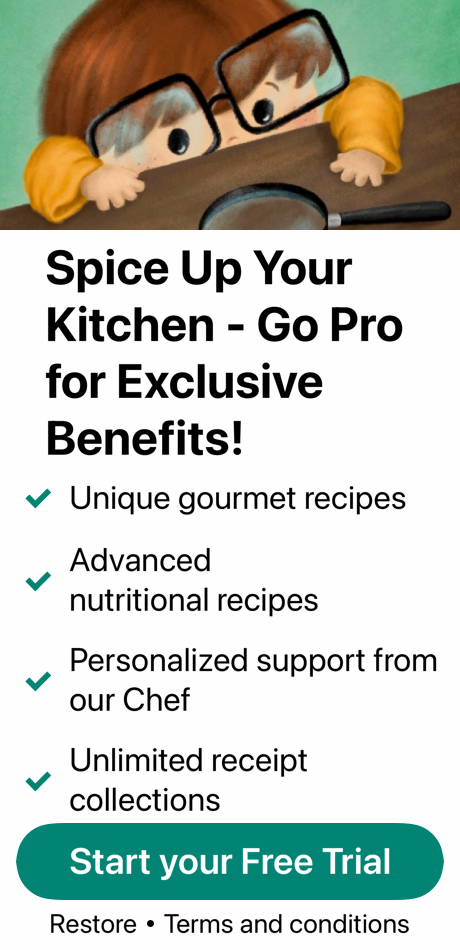 Spice Up Your
Kitchen - Go Pro
for Exclusive
Benefits!
Unique gourmet recipes
Advanced
nutritional recipes
Personalized support from
our Chef
Unlimited receipt
collections
Start your Free Trial
Restore • Terms and conditions